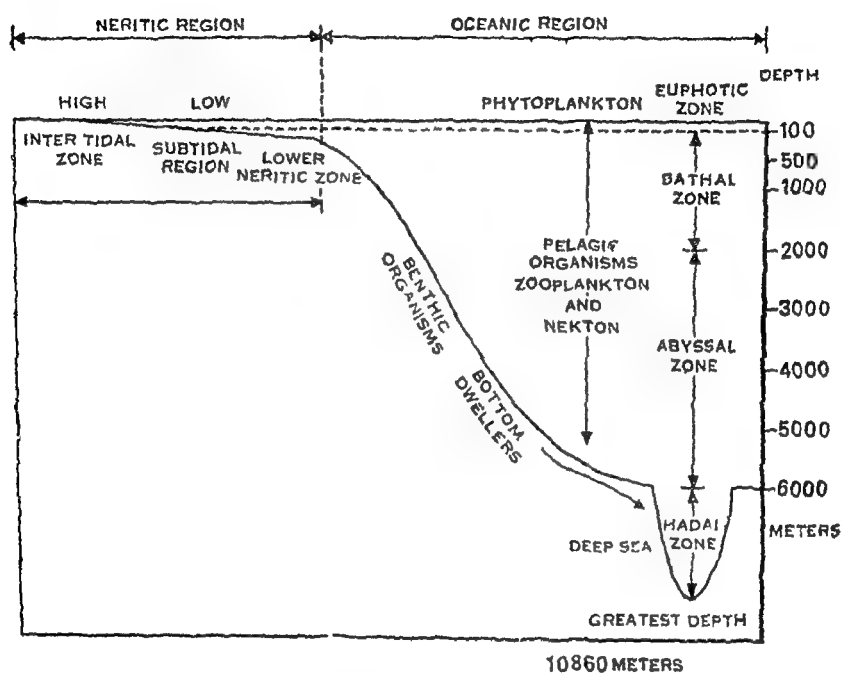 NERITIC REGION
OCEANIC REGION
DEPTH
HIGH
LOW
PHYTOPLANKTON
EUPHOTIC
ZONE
INTER TIDAL
ZONE
SUBTIDAL
REGION
LOWER
NERITIC ZONE
100
500
1000
BATHAL
ZONE
2000
PELAGIC
ORGANISMS
ZOOPLANKTON
AND
NEKTON
BENTHIC
ORGANISMS
3000
ABYSSAL
ZONE
4000
BOTTOM
DWELLERS
5000
6000
METERS
DEEP SEA
HADAI
ZONE
GREATEST DEPTH
10860 METERS